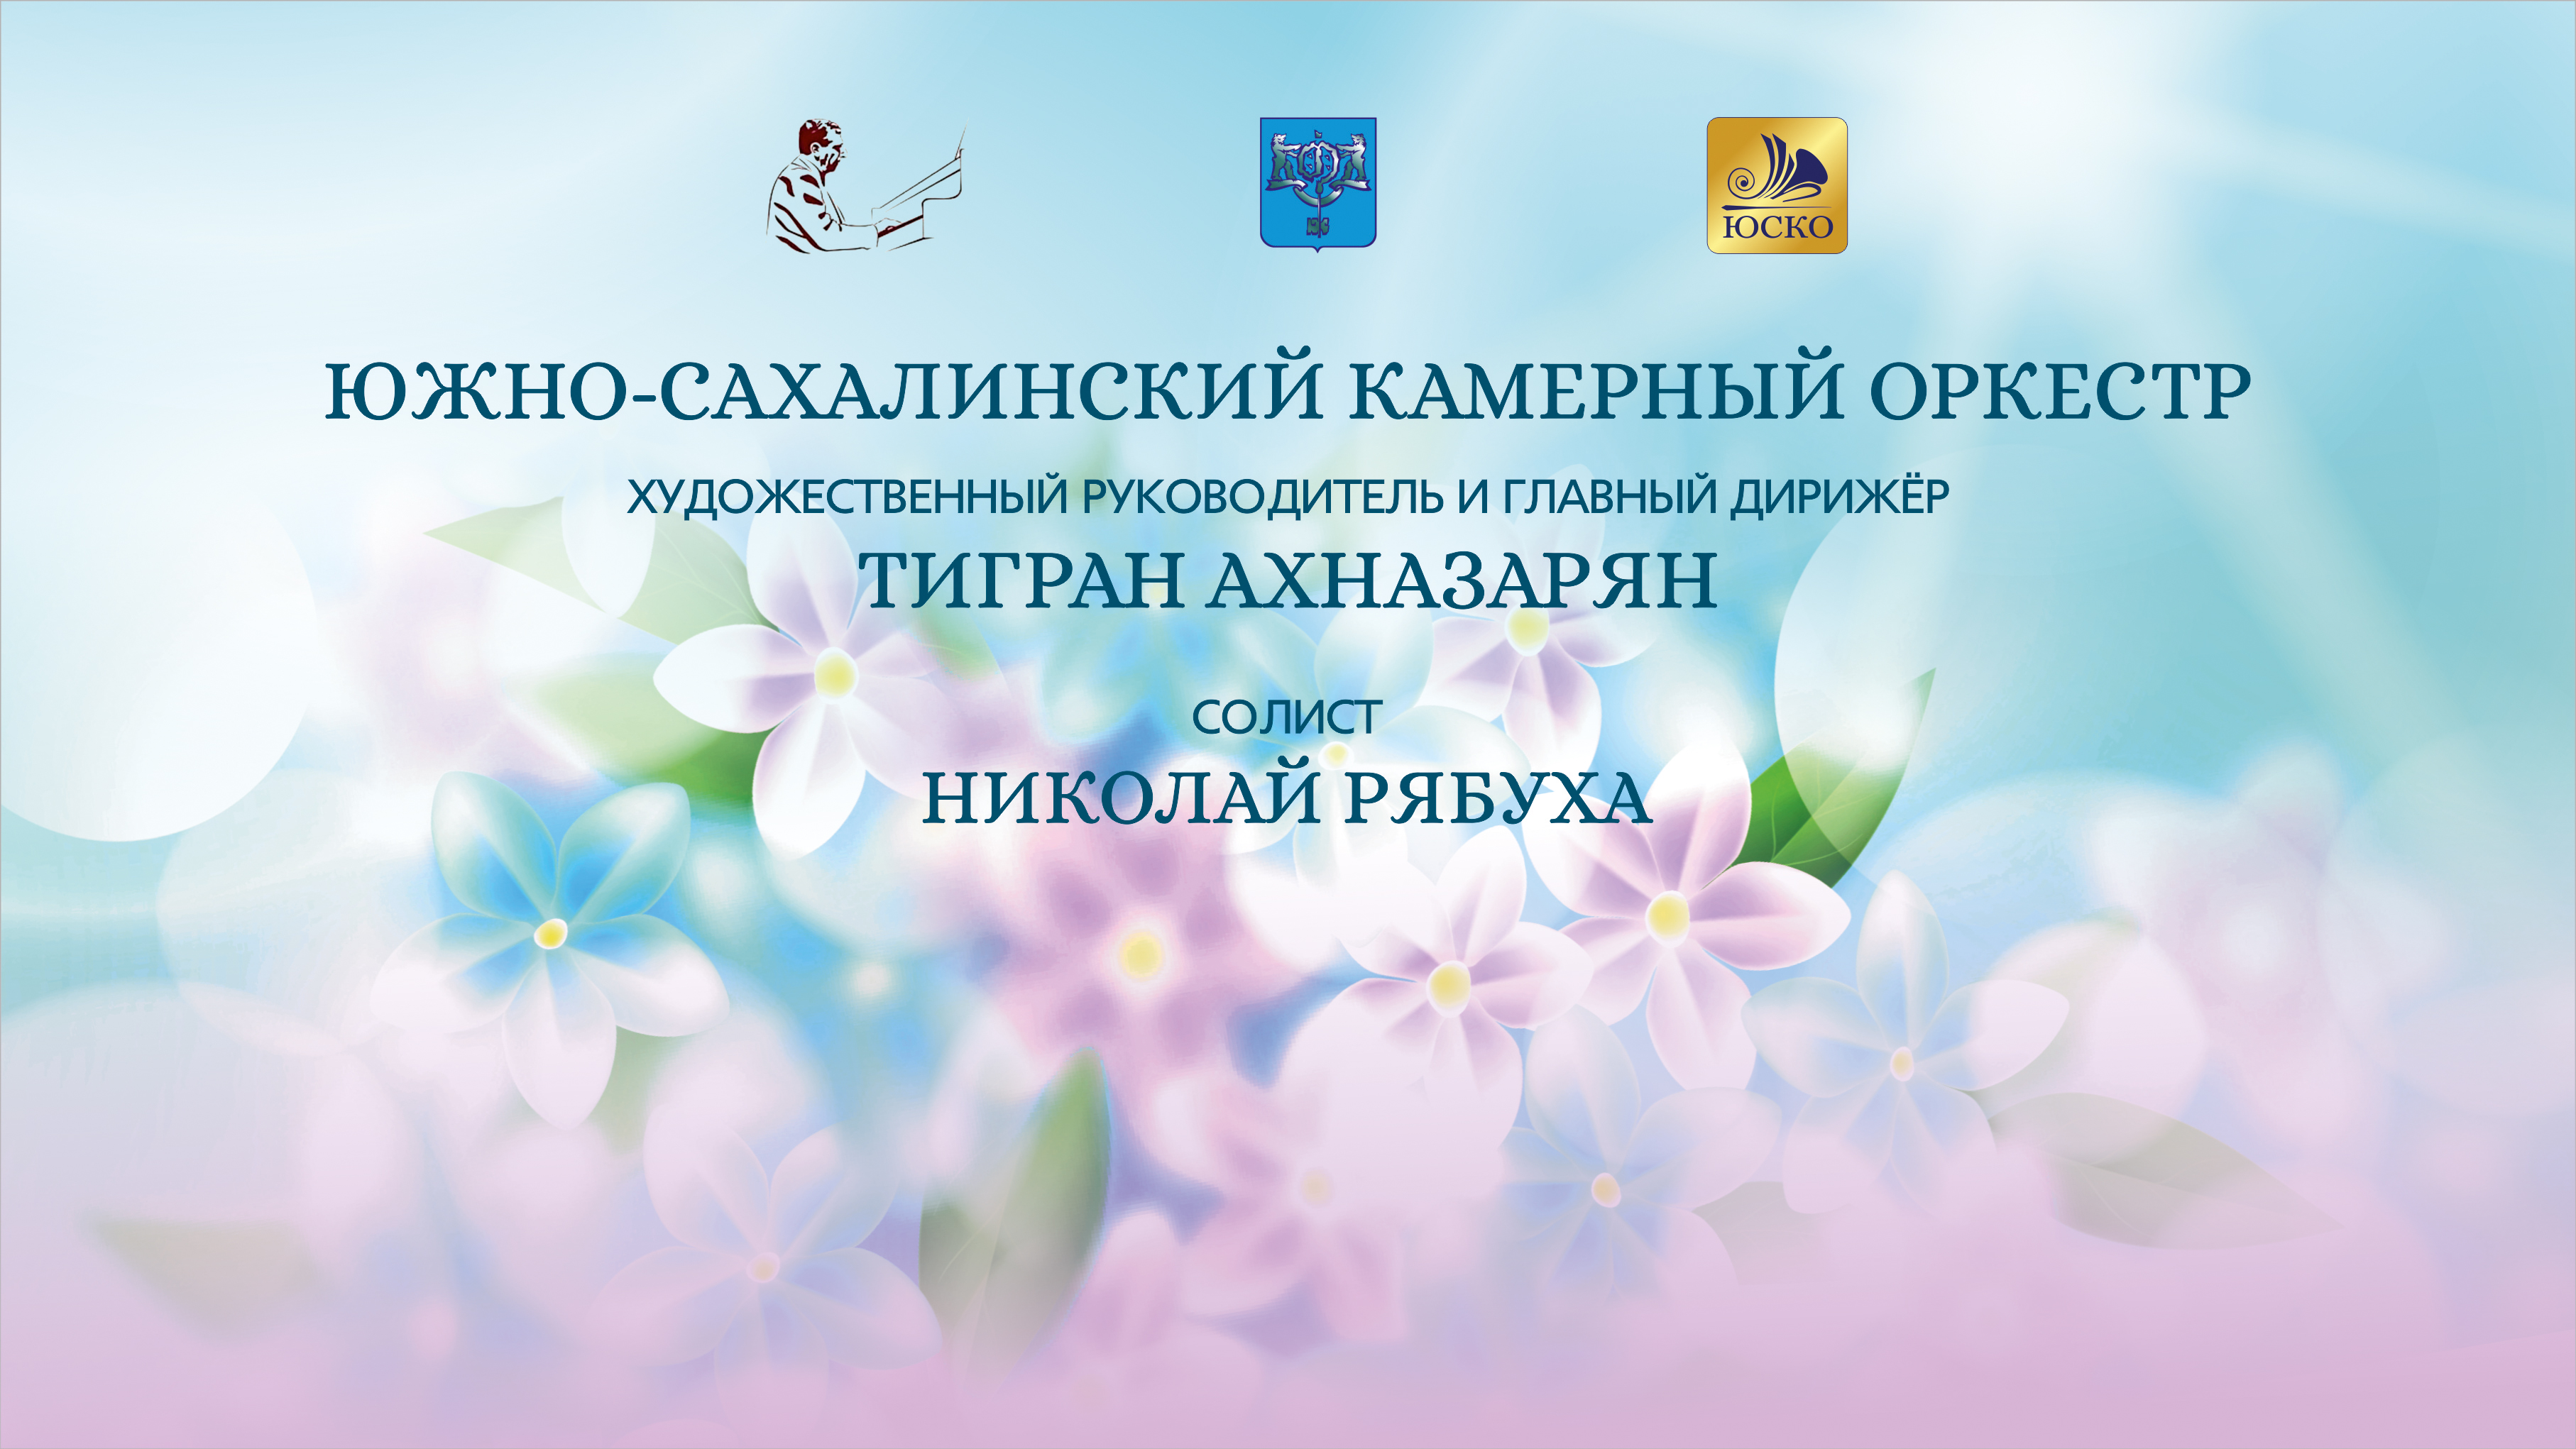 ЮСКО
ЮЖНО-САХАЛИНСКИЙ КАМЕРНЫЙ ОРКЕСТР
ХУДОЖЕСТВЕННЫЙ РУКОВОДИТЕЛЬ И ГЛАВНЫЙ ДИРИЖЁР
ТИГРАН АХНАЗАРЯН
СОЛИСТ
НИКОЛАЙ РЯБУХА